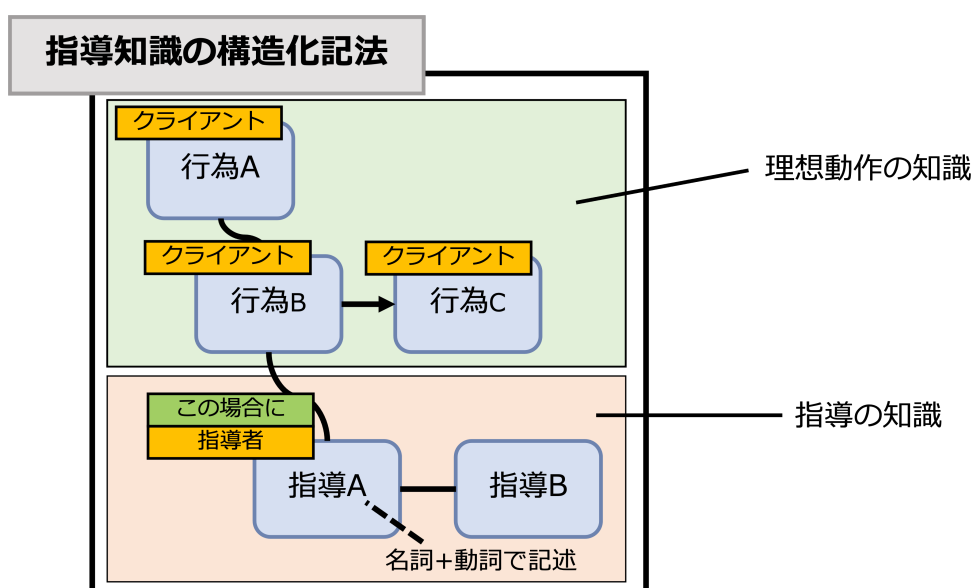 指導知識の構造化記法
クライアント
行為A
理想動作の知識
クライアント
行為B
クライアント
行為C
この場合に
指導者
指導A
指導B
指導の知識
名詞+動詞で記述